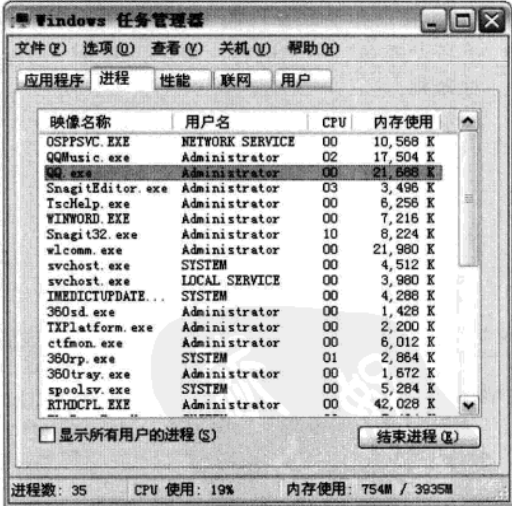 Windows 任务管理器
文件(F) 选项(O) 查看(V) 关机(U) 帮助(H)
应用程序 进程 性能 联网 用户
映像名称 用户名 CPU 内存使用
OSPPSVC.EXE NETWORK SERVICE 00 10,568 K
QQMusic.exe Administrator 02 17,504 K
QQ.exe Administrator 00 21,688 K
SnagitEditor.exe Administrator 03 3,496 K
TscHelp.exe Administrator 00 6,256 K
WINWORD.EXE Administrator 00 7,216 K
Snagit32.exe Administrator 10 8,224 K
wlcomm.exe Administrator 00 21,980 K
svchost.exe SYSTEM 00 4,512 K
svchost.exe LOCAL SERVICE 00 3,980 K
IMEDICTUPDATE... SYSTEM 00 4,288 K
360sd.exe Administrator 00 1,428 K
TXPlatform.exe Administrator 00 2,200 K
ctfmon.exe Administrator 00 6,012 K
360rp.exe SYSTEM 01 2,864 K
360tray.exe Administrator 00 1,672 K
spoolsv.exe SYSTEM 00 5,284 K
RTHDCPL.EXE Administrator 00 42,028 K
显示所有用户的进程(S) 结束进程(E)
进程数: 35 CPU 使用: 19% 内存使用: 754M / 3935M